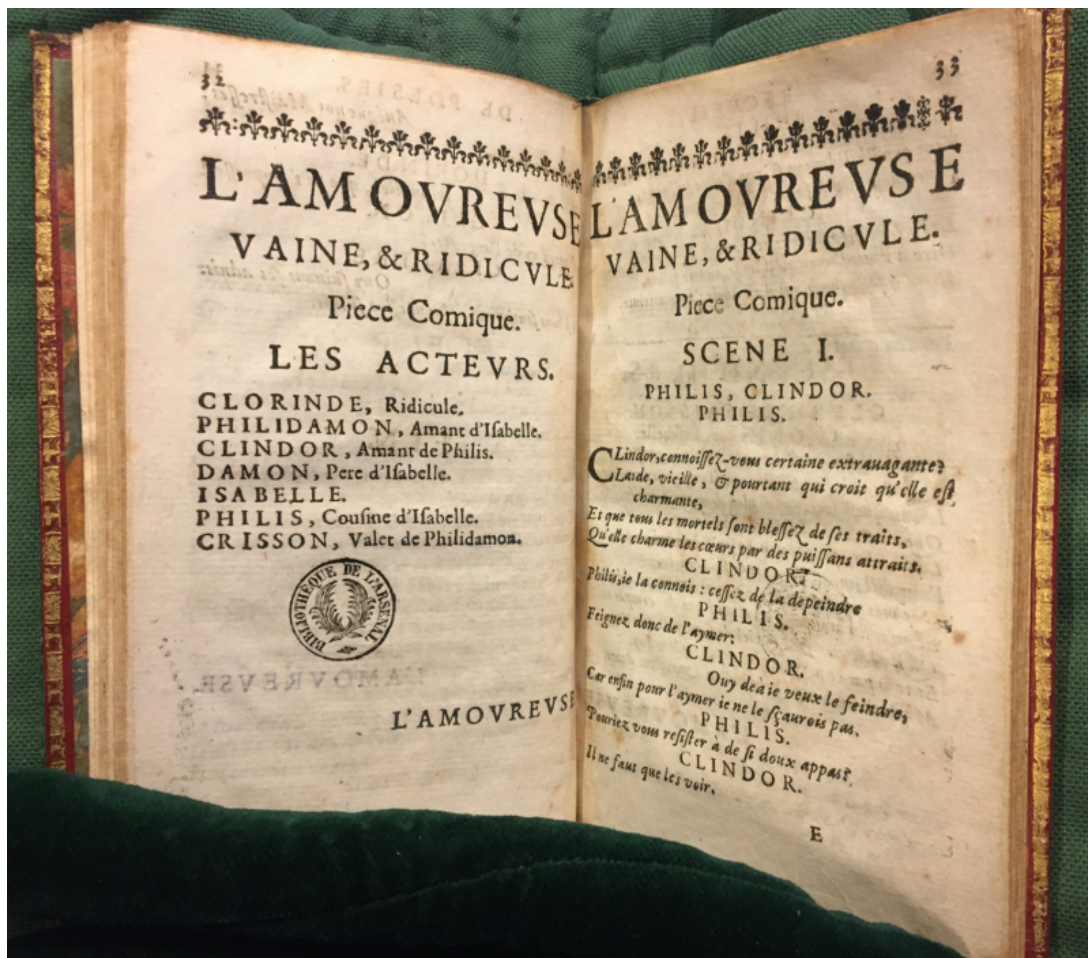 32
L'AMOVREVSE
VAINE, & RIDICVLE.
Piece Comique.
LES ACTEVRS.
CLORINDE, Ridicule.
PHILIDAMON, Amant d'Iſabelle.
CLINDOR, Amant de Philis.
DAMON, Pere d'Iſabelle.
ISABELLE.
PHILIS, Couſine d'Iſabelle.
CRISSON, Valet de Philidamon.
BIBLIOTHÈQUE DE L'ARSENAL
L'AMOVREVSE
33
L'AMOVREVSE
VAINE, & RIDICVLE.
Piece Comique.
SCENE I.
PHILIS, CLINDOR.
PHILIS.
CLindor, connoiſſez-vous certaine extrauagante?
Laide, vieille, & pourtant qui croit qu'elle eſt
charmante,
Et que tous les mortels ſont bleſſez de ſes traits,
Qu'elle charme les cœurs par des puiſſans attraits.
CLINDOR.
Philis, ie la connois : ceſſez de la depeindre
PHILIS.
Feignez donc de l'aymer:
CLINDOR.
Ouy dea ie veux le feindre,
Car enfin pour l'aymer ie ne le ſçaurois pas.
PHILIS.
Pouriez vous reſiſter à de ſi doux appas?
CLINDOR.
Il ne faut que les voir.
E